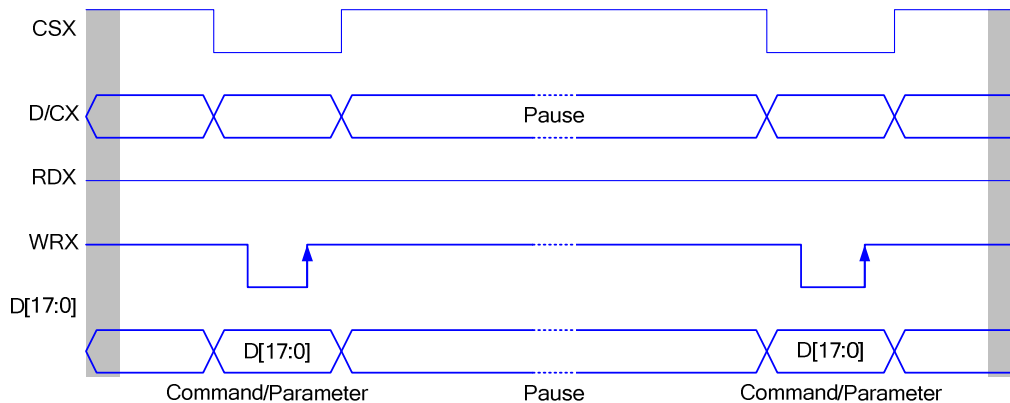 CSX
D/CX
Pause
RDX
WRX
D[17:0]
D[17:0] D[17:0]
Command/Parameter Pause Command/Parameter